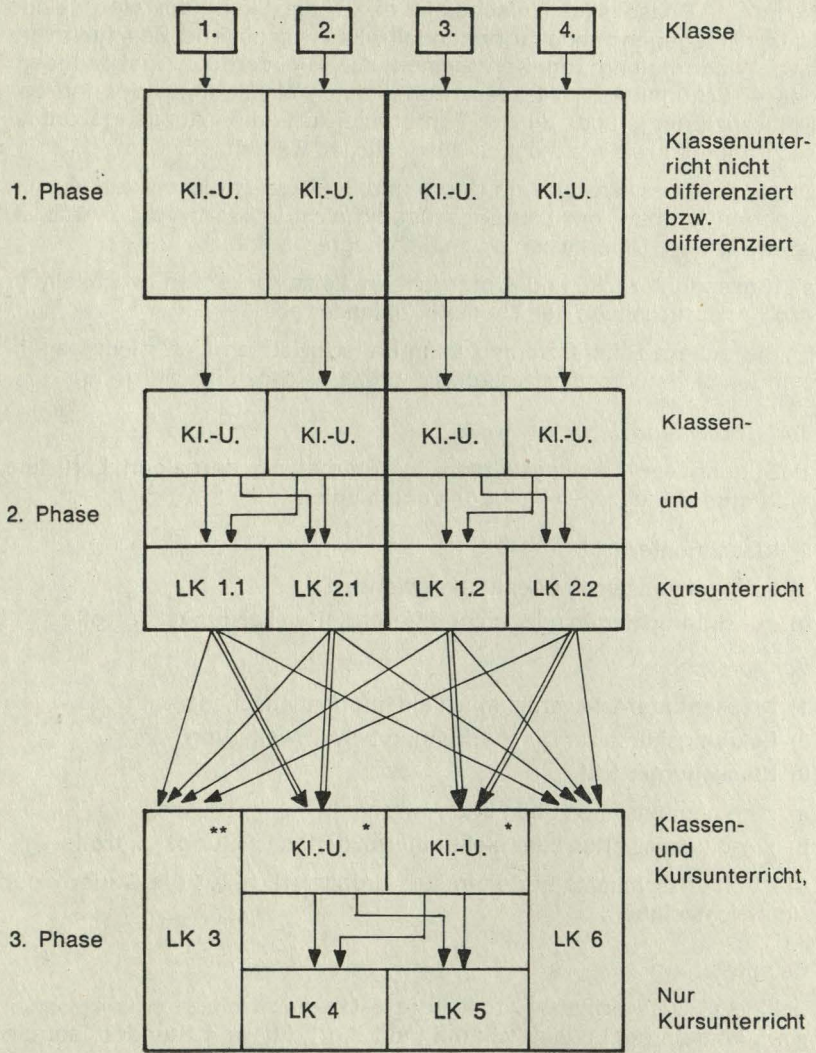 1. 2. 3. 4. Klasse
1. Phase
Kl.-U. Kl.-U. Kl.-U. Kl.-U.
Klassenunter-
richt nicht
differenziert
bzw.
differenziert
2. Phase
Kl.-U. Kl.-U. Kl.-U. Kl.-U.
Klassen-
und
LK 1.1 LK 2.1 LK 1.2 LK 2.2
Kursunterricht
3. Phase
LK 3
**
Kl.-U. * Kl.-U. *
LK 6
Klassen-
und
Kursunterricht,
LK 4 LK 5
Nur
Kursunterricht